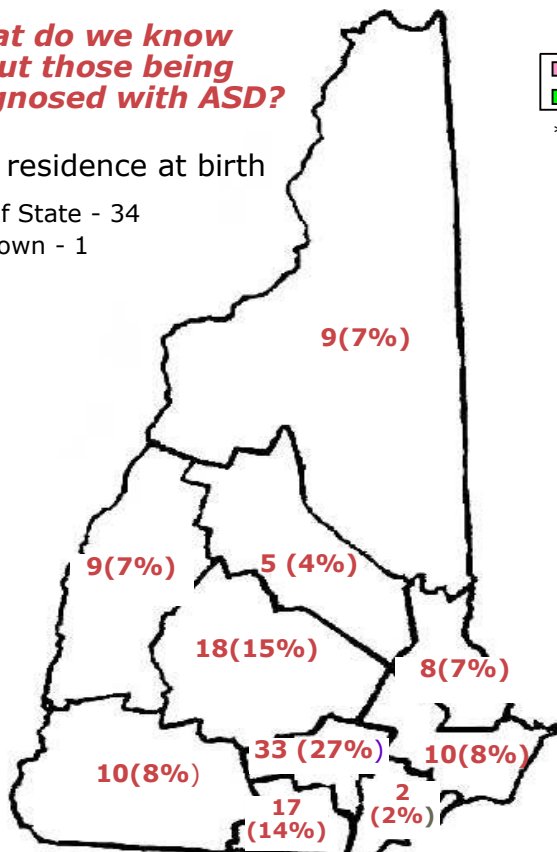 at do we know
ut those being
gnosed with ASD?
residence at birth
f State - 34
own - 1
*
9(7%)
9(7%)
5 (4%)
18(15%)
8(7%)
33 (27%)
10(8%)
10(8%)
2
(2%)
17
(14%)